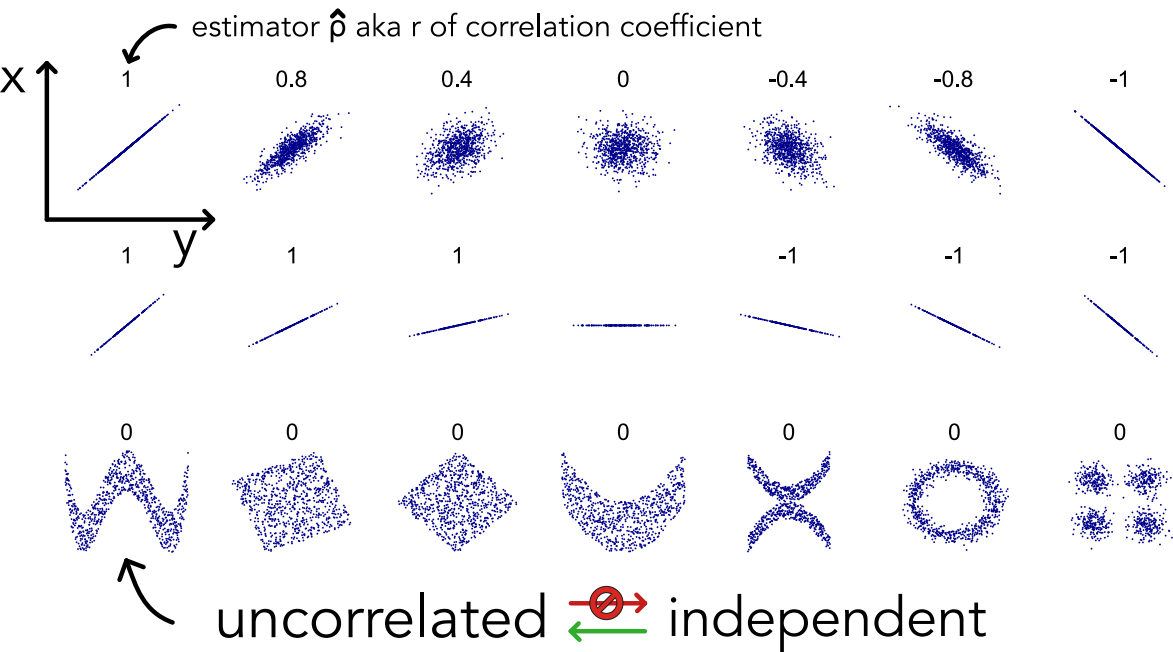 estimator ρ̂ aka r of correlation coefficient
x
1 0.8 0.4 0 -0.4 -0.8 -1
y
1 1 1 -1 -1 -1
0 0 0 0 0 0 0
uncorrelated independent